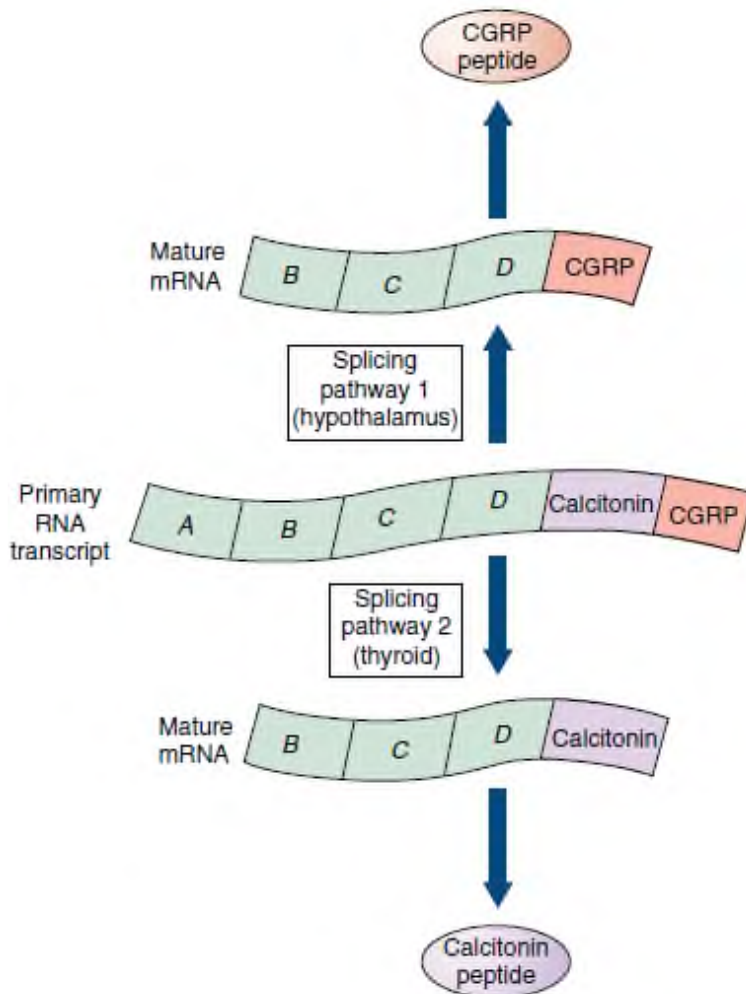 CGRP
peptide
Mature
mRNA
B
C
D
CGRP
Splicing
pathway 1
(hypothalamus)
Primary
RNA
transcript
A
B
C
D
Calcitonin
CGRP
Splicing
pathway 2
(thyroid)
Mature
mRNA
B
C
D
Calcitonin
Calcitonin
peptide